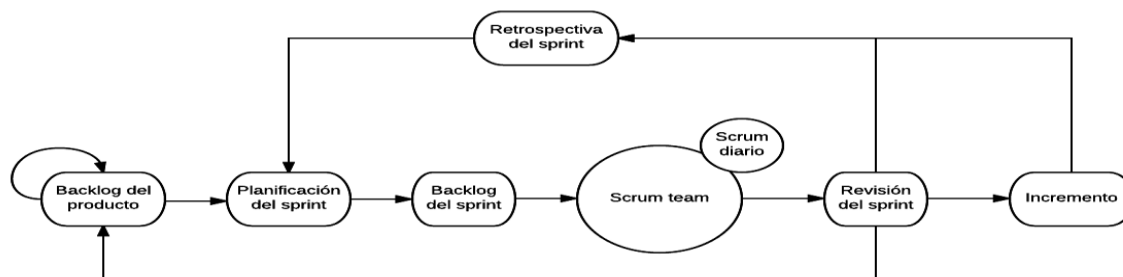 Retrospectiva
del sprint
Scrum
diario
Backlog del
producto
Planificación
del sprint
Backlog
del sprint
Scrum team
Revisión
del sprint
Incremento